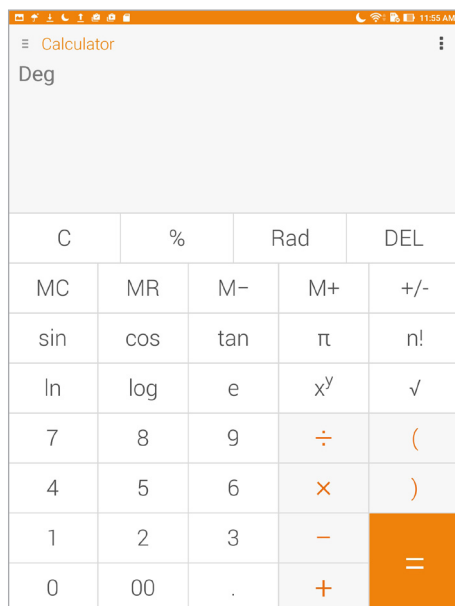 11:55 AM
Calculator
Deg
C % Rad DEL
MC MR M− M+ +/-
sin cos tan π n!
ln log e xʸ √
7 8 9 ÷ (
4 5 6 × )
1 2 3 −
=
0 00 . +